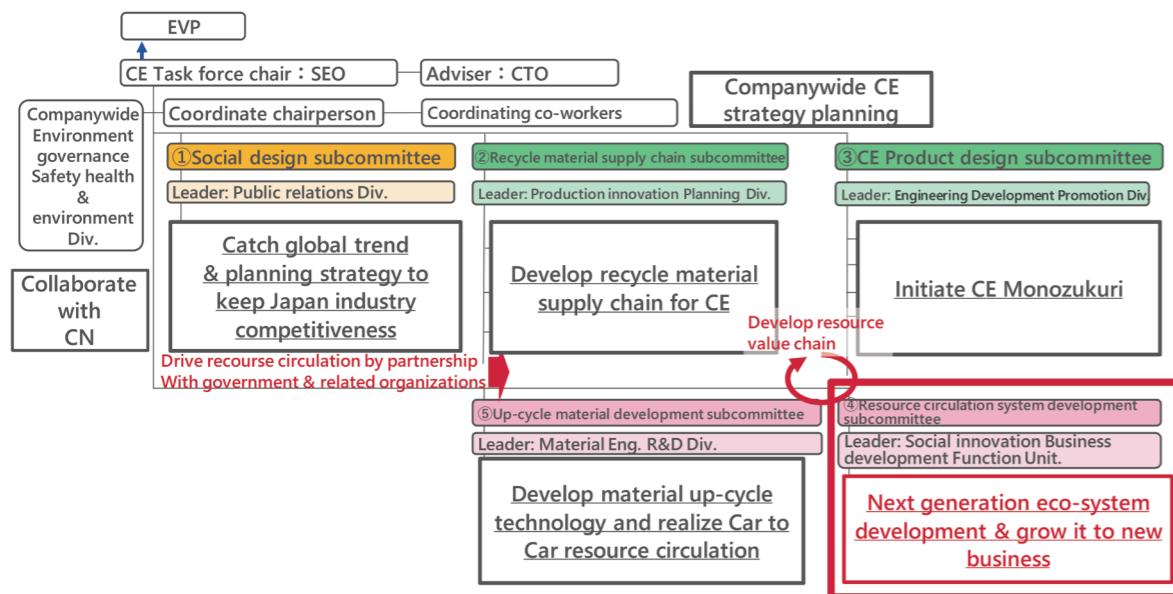 EVP
CE Task force chair：SEO
Adviser：CTO
Companywide CE
strategy planning
Companywide
Environment
governance
Safety health
&
environment
Div.
Coordinate chairperson
Coordinating co-workers
①Social design subcommittee
Leader: Public relations Div.
Catch global trend
& planning strategy to
keep Japan industry
competitiveness
②Recycle material supply chain subcommittee
Leader: Production innovation Planning Div.
Develop recycle material
supply chain for CE
③CE Product design subcommittee
Leader: Engineering Development Promotion Div.
Initiate CE Monozukuri
Collaborate
with
CN
Drive recourse circulation by partnership
With government & related organizations
Develop resource
value chain
⑤Up-cycle material development subcommittee
Leader: Material Eng. R&D Div.
Develop material up-cycle
technology and realize Car to
Car resource circulation
④Resource circulation system development
subcommittee
Leader: Social innovation Business
development Function Unit.
Next generation eco-system
development & grow it to new
business